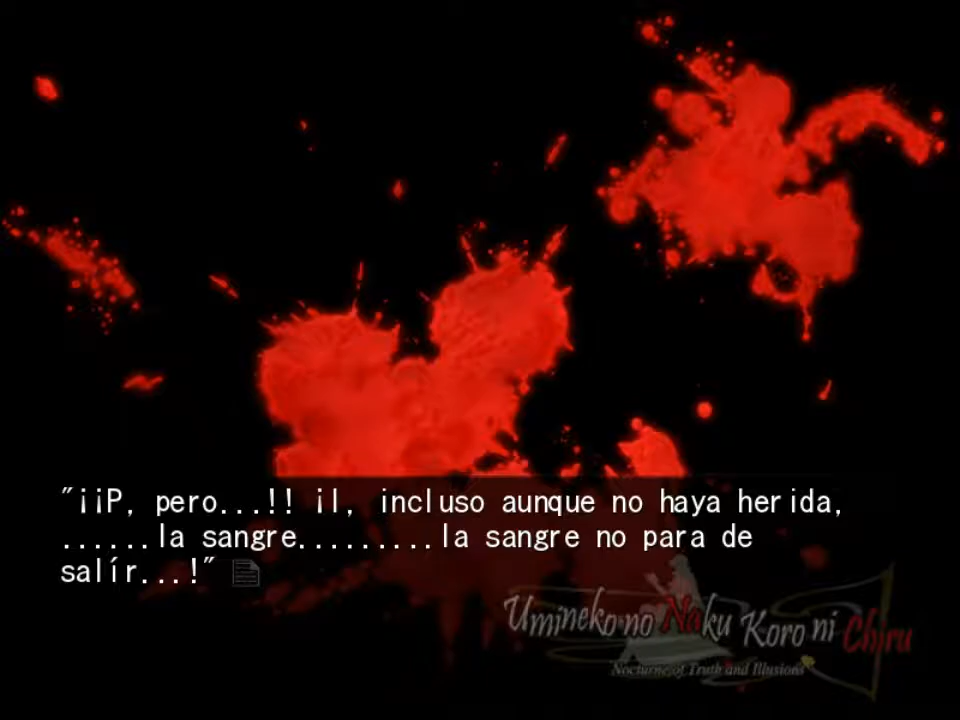 "¡¡P, pero...!! ¡I, incluso aunque no haya herida,
......la sangre.........la sangre no para de
salír...!"
Umineko no Naku Koro ni Chiru
Nocturne of Truth and Illusions